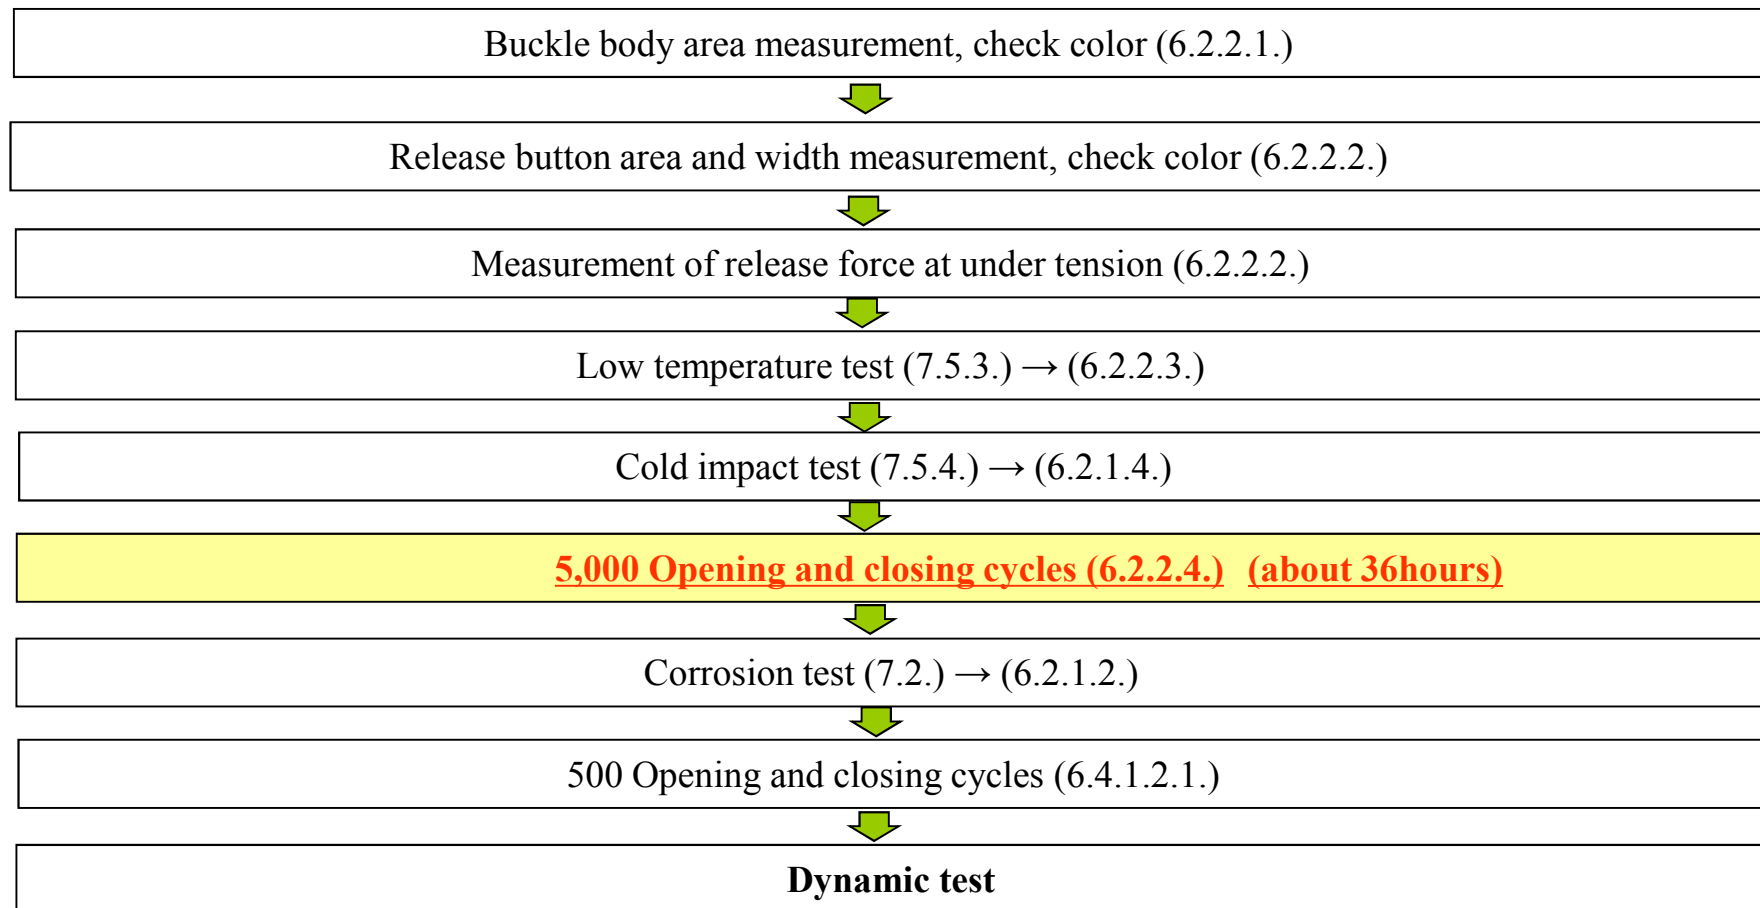 Buckle body area measurement, check color (6.2.2.1.)
Release button area and width measurement, check color (6.2.2.2.)
Measurement of release force at under tension (6.2.2.2.)
Low temperature test (7.5.3.) → (6.2.2.3.)
Cold impact test (7.5.4.) → (6.2.1.4.)
5,000 Opening and closing cycles (6.2.2.4.) (about 36hours)
Corrosion test (7.2.) → (6.2.1.2.)
500 Opening and closing cycles (6.4.1.2.1.)
Dynamic test